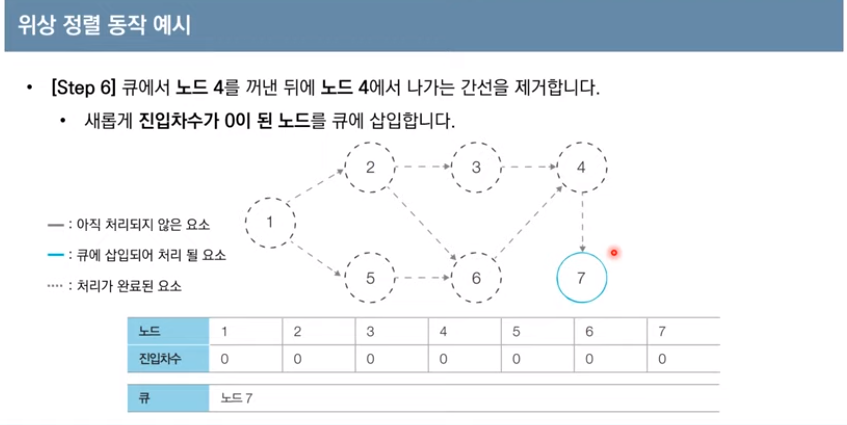 위상 정렬 동작 예시
• [Step 6] 큐에서 노드 4를 꺼낸 뒤에 노드 4에서 나가는 간선을 제거합니다.
• 새롭게 진입차수가 0이 된 노드를 큐에 삽입합니다.
2 3 4
1
: 아직 처리되지 않은 요소
: 큐에 삽입되어 처리 될 요소
: 처리가 완료된 요소
5 6 7
노드 1 2 3 4 5 6 7
진입차수 0 0 0 0 0 0 0
큐 노드 7